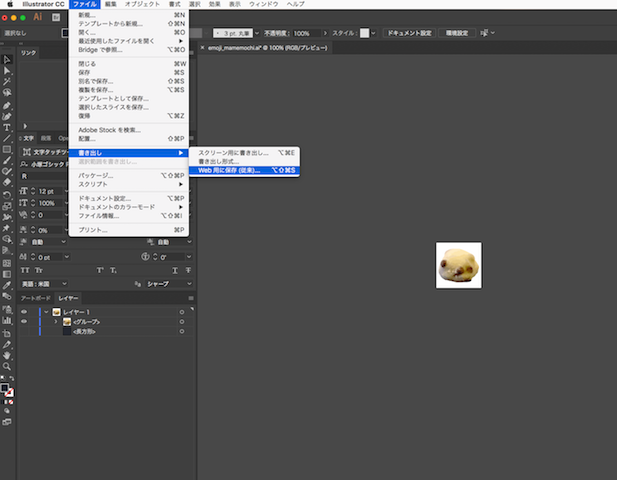 Illustrator CC ファイル 編集 オブジェクト 書式 選択 効果 表示 ウィンドウ ヘルプ
Ai Br
選択なし 3 pt. 丸筆 不透明度: 100% スタイル: ドキュメント設定 環境設定
リンク
× emoji_mamemochi.ai* @ 100% (RGB/プレビュー)
新規... ⌘N
テンプレートから新規... ⇧⌘N
開く... ⌘O
最近使用したファイルを開く
Bridge で参照... ⌥⌘O
閉じる ⌘W
保存 ⌘S
別名で保存... ⇧⌘S
複製を保存... ⌥⌘S
テンプレートとして保存...
選択したスライスを保存...
復帰 ⌘Z
Adobe Stock を検索...
配置... ⇧⌘P
書き出し
選択範囲を書き出し...
スクリーン用に書き出し... ⌥⌘E
書き出し形式...
Web 用に保存 (従来)... ⌥⇧⌘S
パッケージ... ⌥⇧⌘P
スクリプト
ドキュメント設定... ⌥⌘P
ドキュメントのカラーモード
ファイル情報... ⌥⇧⌘I
プリント... ⌘P
文字 段落 Ope
文字タッチツー
小塚ゴシック P
R
12 pt
100%
0
0%
自動 自動
0 pt 0°
TT Tr T T T T
英語 : 米国 シャープ
アートボード レイヤー
レイヤー 1
<グループ>
<長方形>